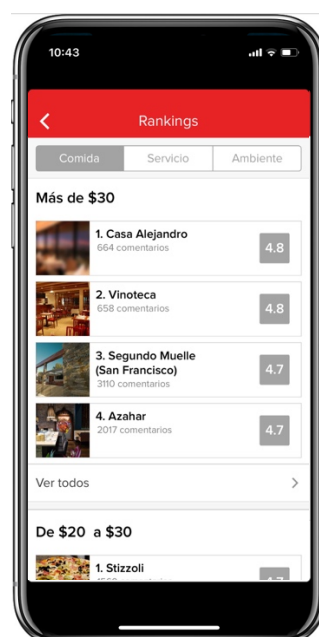 10:43
Rankings
Comida Servicio Ambiente
Más de $30
1. Casa Alejandro
664 comentarios
4.8
2. Vinoteca
658 comentarios
4.8
3. Segundo Muelle
(San Francisco)
3110 comentarios
4.7
4. Azahar
2017 comentarios
4.7
Ver todos
De $20 a $30
1. Stizzoli